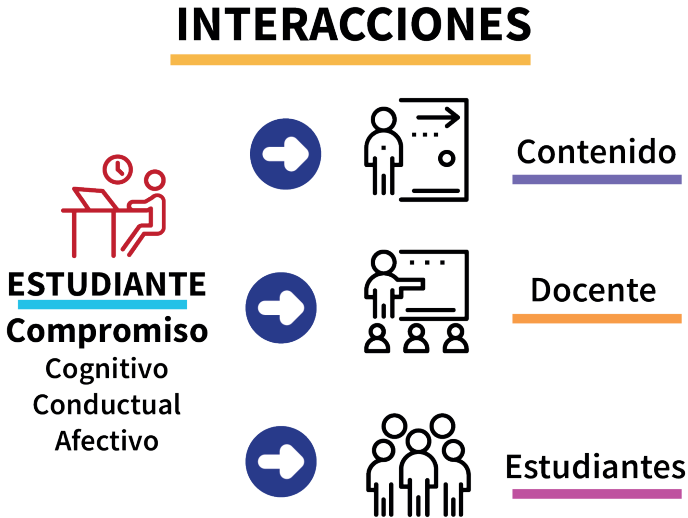 INTERACCIONES
Contenido
Docente
Estudiantes
ESTUDIANTE
Compromiso
Cognitivo
Conductual
Afectivo